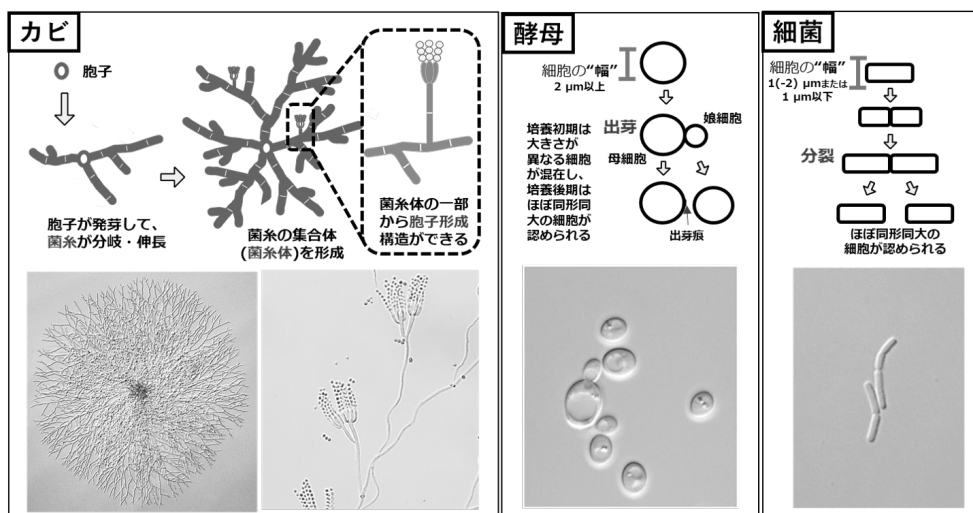 カビ
胞子
胞子が発芽して、
菌糸が分岐・伸長
菌糸の集合体
(菌糸体)を形成
菌糸体の一部
から胞子形成
構造ができる
酵母
細胞の“幅”
2 μm以上
出芽
娘細胞
母細胞
培養初期は
大きさが
異なる細胞
が混在し、
培養後期は
ほぼ同形同
大の細胞が
認められる
出芽痕
細菌
細胞の“幅”
1(-2) μmまたは
1 μm以下
分裂
ほぼ同形同大の
細胞が認められる